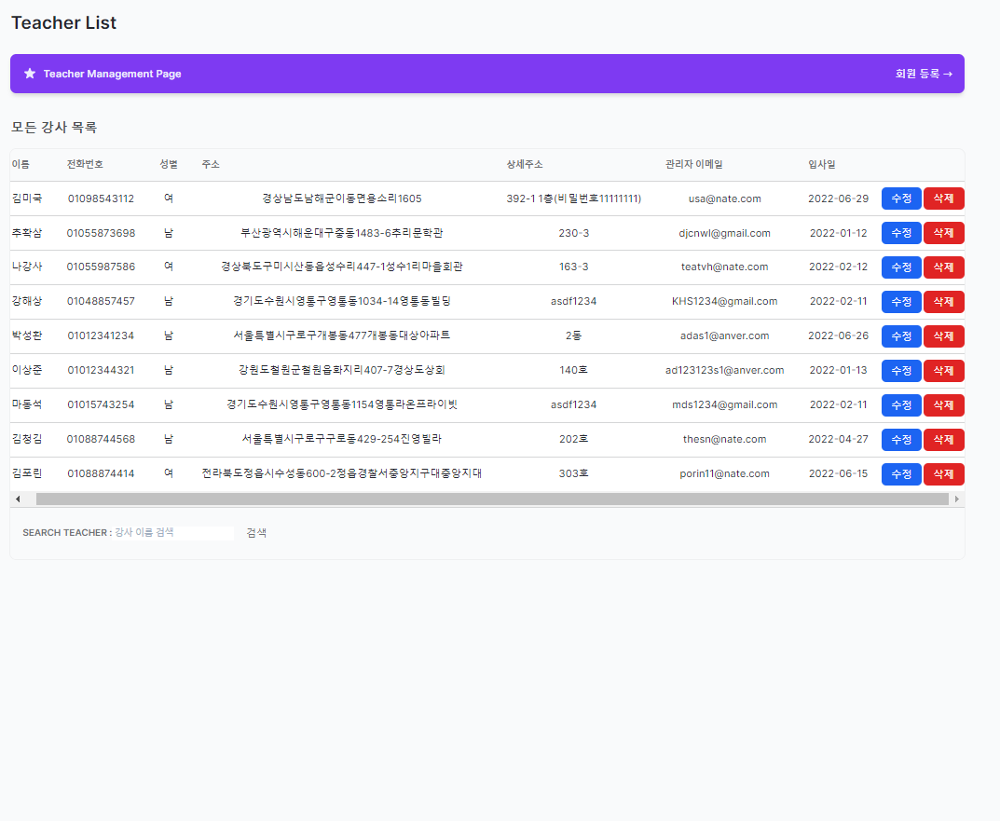 Teacher List
★ Teacher Management Page 회원 등록 →
모든 강사 목록
이름 전화번호 성별 주소 상세주소 관리자 이메일 입사일
김미국 01098543112 여 경상남도남해군이동면용소리1605 392-1 1층(비밀번호11111111) usa@nate.com 2022-06-29 수정 삭제
추확삼 01055873698 남 부산광역시해운대구중동1483-6추리문학관 230-3 djcnwl@gmail.com 2022-01-12 수정 삭제
나강사 01055987586 여 경상북도구미시산동읍성수리447-1성수1리마을회관 163-3 teatvh@nate.com 2022-02-12 수정 삭제
강해상 01048857457 남 경기도수원시영통구영통동1034-14영통동빌딩 asdf1234 KHS1234@gmail.com 2022-02-11 수정 삭제
박성환 01012341234 남 서울특별시구로구개봉동477개봉동대상아파트 2동 adas1@anver.com 2022-06-26 수정 삭제
이상준 01012344321 남 강원도철원군철원읍화지리407-7경상도상회 140호 ad123123s1@anver.com 2022-01-13 수정 삭제
마동석 01015743254 남 경기도수원시영통구영통동1154영통라온프라이빗 asdf1234 mds1234@gmail.com 2022-02-11 수정 삭제
김청김 01088744568 남 서울특별시구로구구로동429-254진영빌라 202호 thesn@nate.com 2022-04-27 수정 삭제
김포린 01088874414 여 전라북도정읍시수성동600-2정읍경찰서중앙지구대중앙지대 303호 porin11@nate.com 2022-06-15 수정 삭제
SEARCH TEACHER : 강사 이름 검색 검색